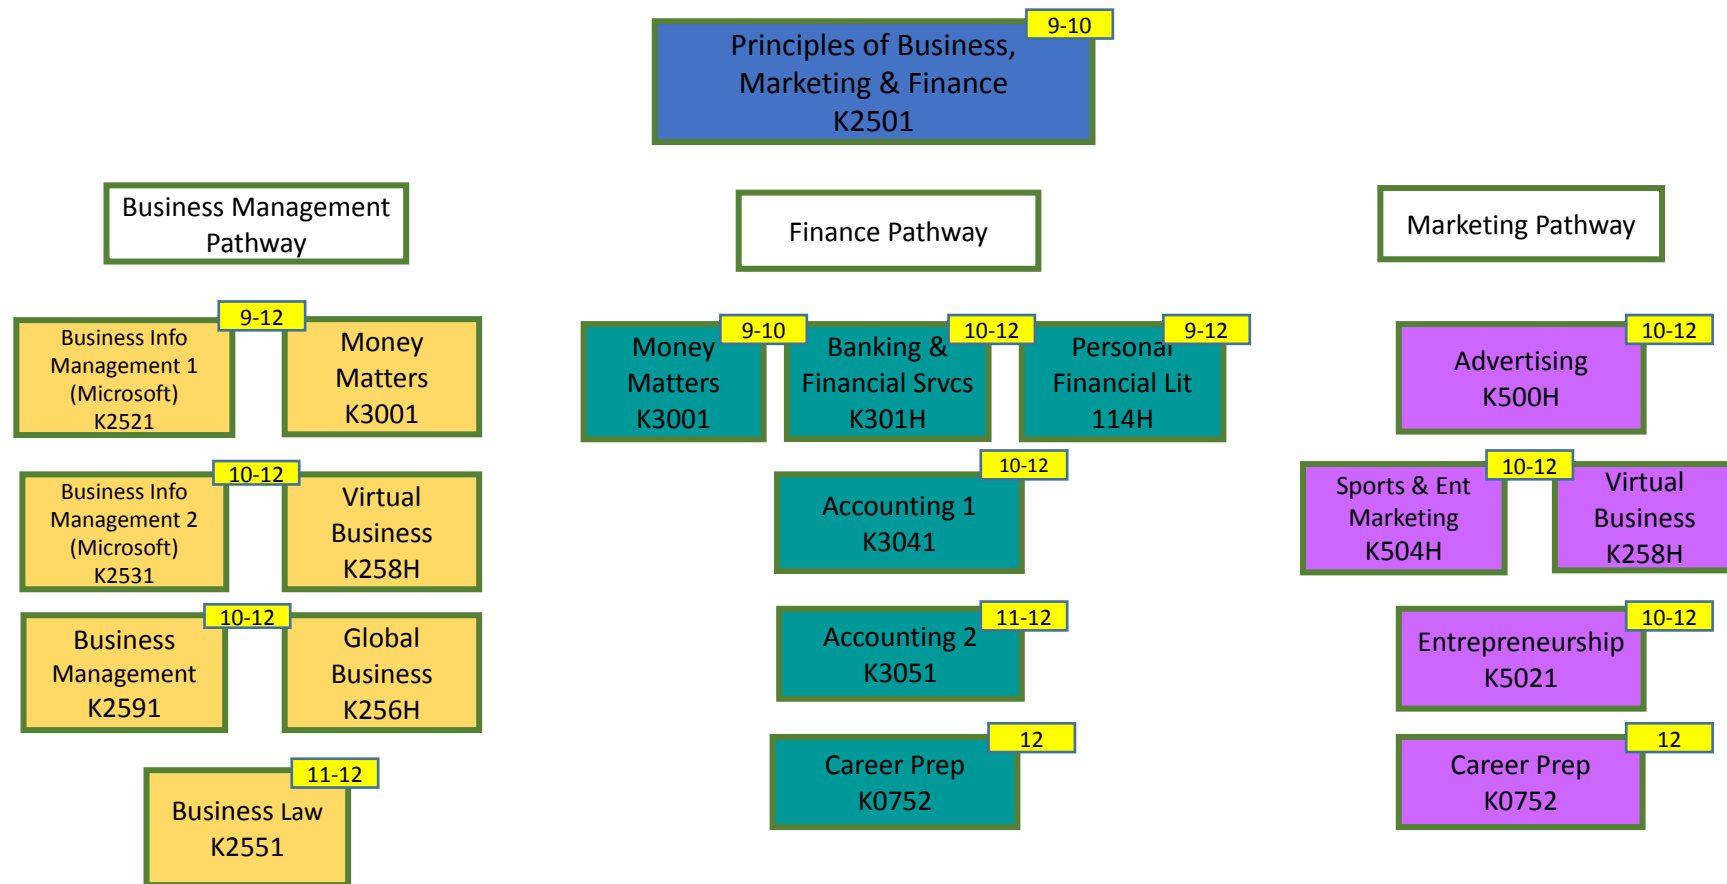 9-10
Principles of Business,
Marketing & Finance
K2501
Business Management
Pathway
9-12
Business Info
Management 1
(Microsoft)
K2521
Money
Matters
K3001
10-12
Business Info
Management 2
(Microsoft)
K2531
Virtual
Business
K258H
10-12
Business
Management
K2591
Global
Business
K256H
11-12
Business Law
K2551
Finance Pathway
9-10
Money
Matters
K3001
10-12
Banking &
Financial Srvcs
K301H
9-12
Personal
Financial Lit
114H
10-12
Accounting 1
K3041
11-12
Accounting 2
K3051
12
Career Prep
K0752
Marketing Pathway
10-12
Advertising
K500H
10-12
Sports & Ent
Marketing
K504H
Virtual
Business
K258H
10-12
Entrepreneurship
K5021
12
Career Prep
K0752